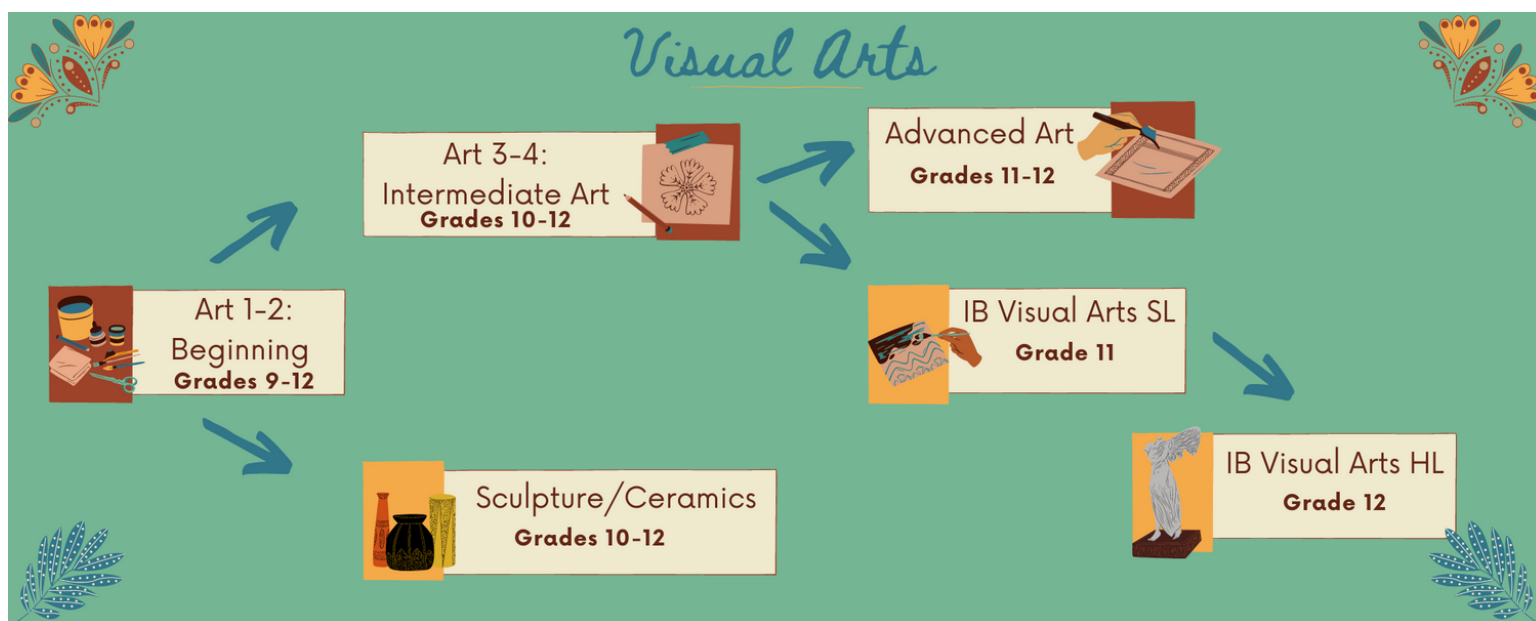 Visual Arts
Art 3-4:
Intermediate Art
Grades 10-12
Advanced Art
Grades 11-12
Art 1-2:
Beginning
Grades 9-12
IB Visual Arts SL
Grade 11
Sculpture/Ceramics
Grades 10-12
IB Visual Arts HL
Grade 12